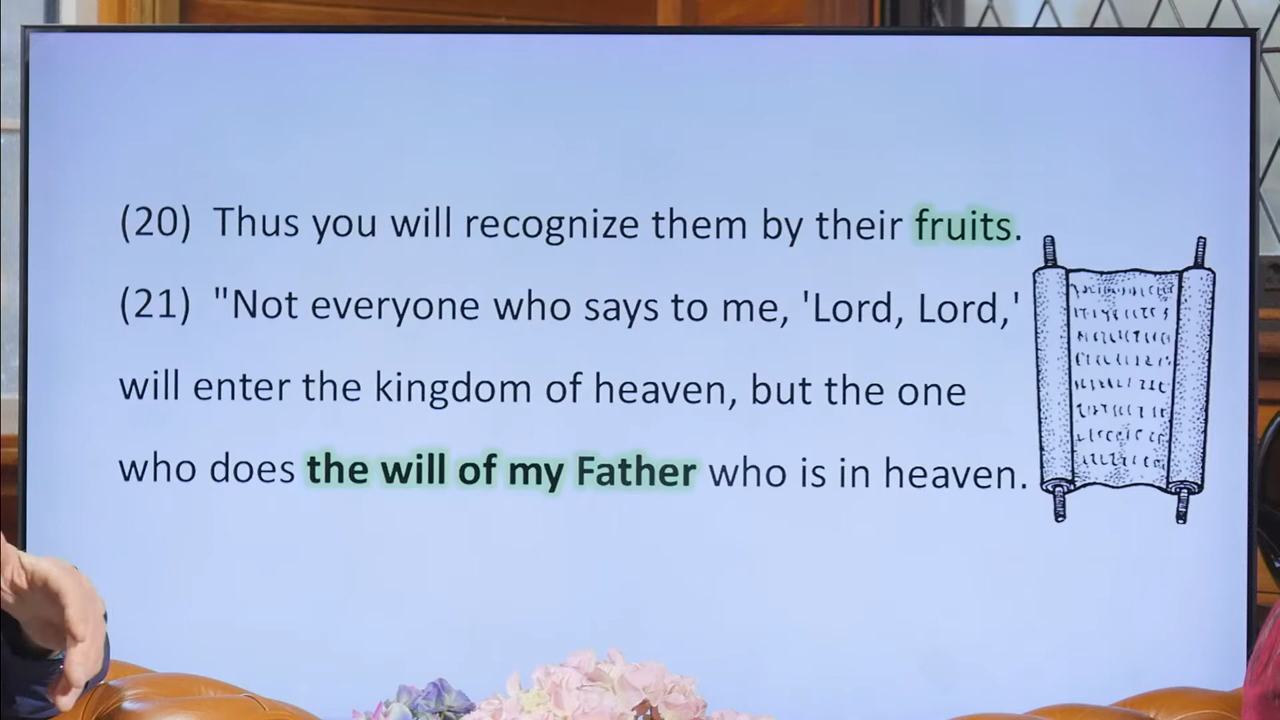 (20) Thus you will recognize them by their fruits.
(21) "Not everyone who says to me, 'Lord, Lord,'
will enter the kingdom of heaven, but the one
who does the will of my Father who is in heaven.